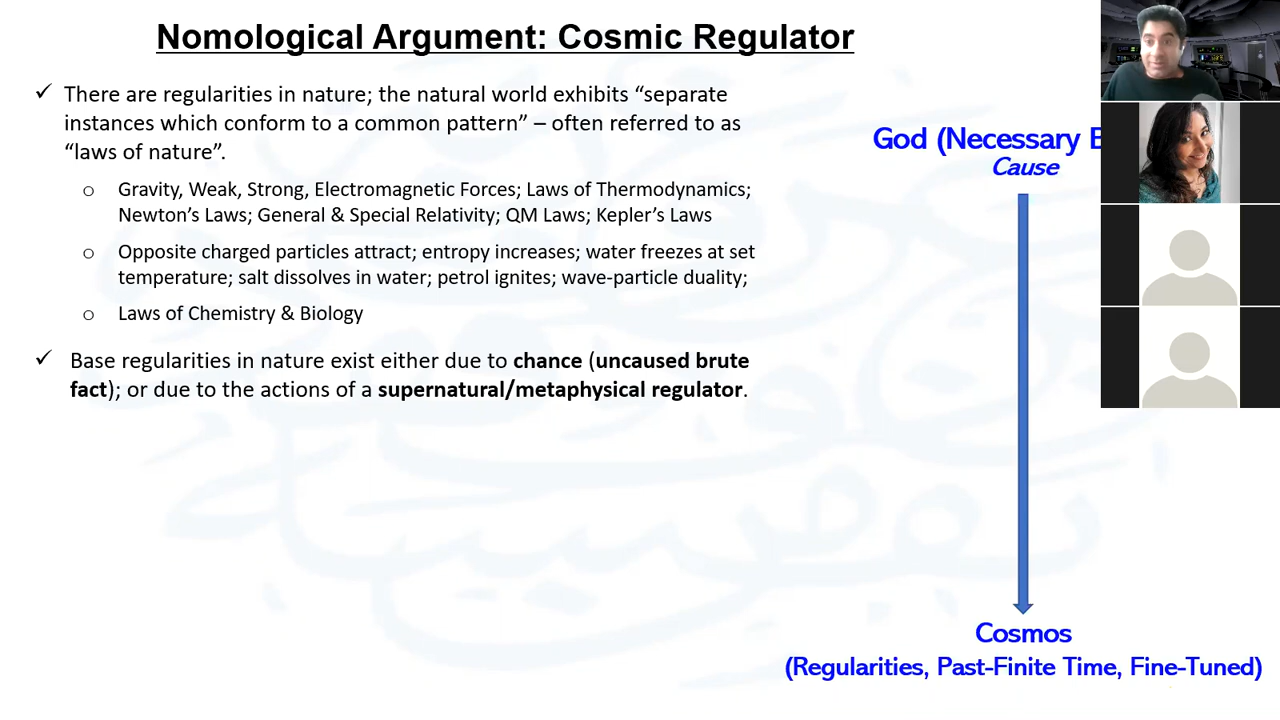 Nomological Argument: Cosmic Regulator
✓ There are regularities in nature; the natural world exhibits “separate
instances which conform to a common pattern” – often referred to as
“laws of nature”.
o Gravity, Weak, Strong, Electromagnetic Forces; Laws of Thermodynamics;
Newton’s Laws; General & Special Relativity; QM Laws; Kepler’s Laws
o Opposite charged particles attract; entropy increases; water freezes at set
temperature; salt dissolves in water; petrol ignites; wave-particle duality;
o Laws of Chemistry & Biology
✓ Base regularities in nature exist either due to chance (uncaused brute
fact); or due to the actions of a supernatural/metaphysical regulator.
God (Necessary
Cause
Cosmos
(Regularities, Past-Finite Time, Fine-Tuned)